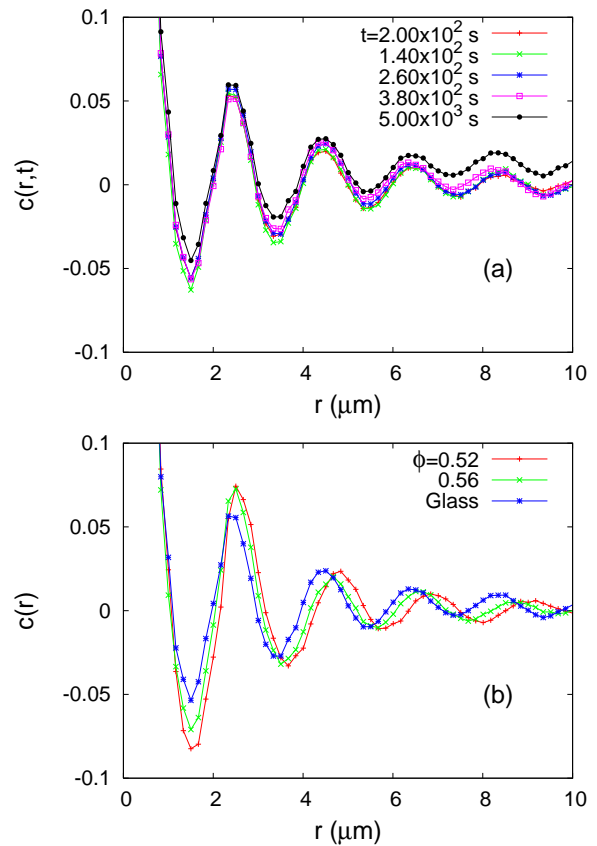 0.1
0.05
0
-0.05
-0.1
c(r,t)
t=2.00x10² s
1.40x10² s
2.60x10² s
3.80x10² s
5.00x10³ s
(a)
0 2 4 6 8 10
r (μm)
0.1
0.05
0
-0.05
-0.1
c(r)
ϕ=0.52
0.56
Glass
(b)
0 2 4 6 8 10
r (μm)